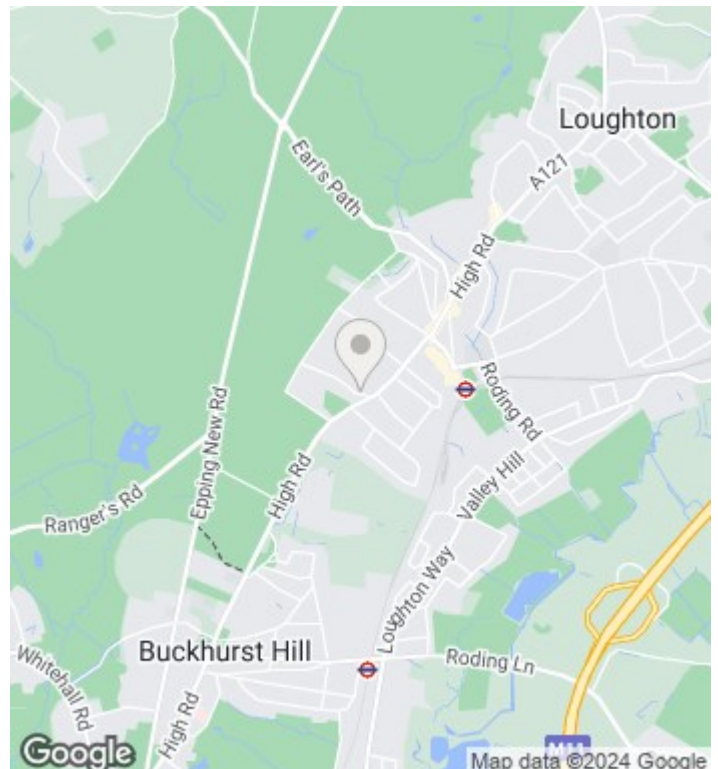 Loughton
A121
Earl's Path
High Rd
Roding Rd
Epping New Rd
High Rd
Valley Hill
Ranger's Rd
Loughton Way
Buckhurst Hill
Roding Ln
Whitehall Rd
High Rd
Google
M11
Map data ©2024 Google